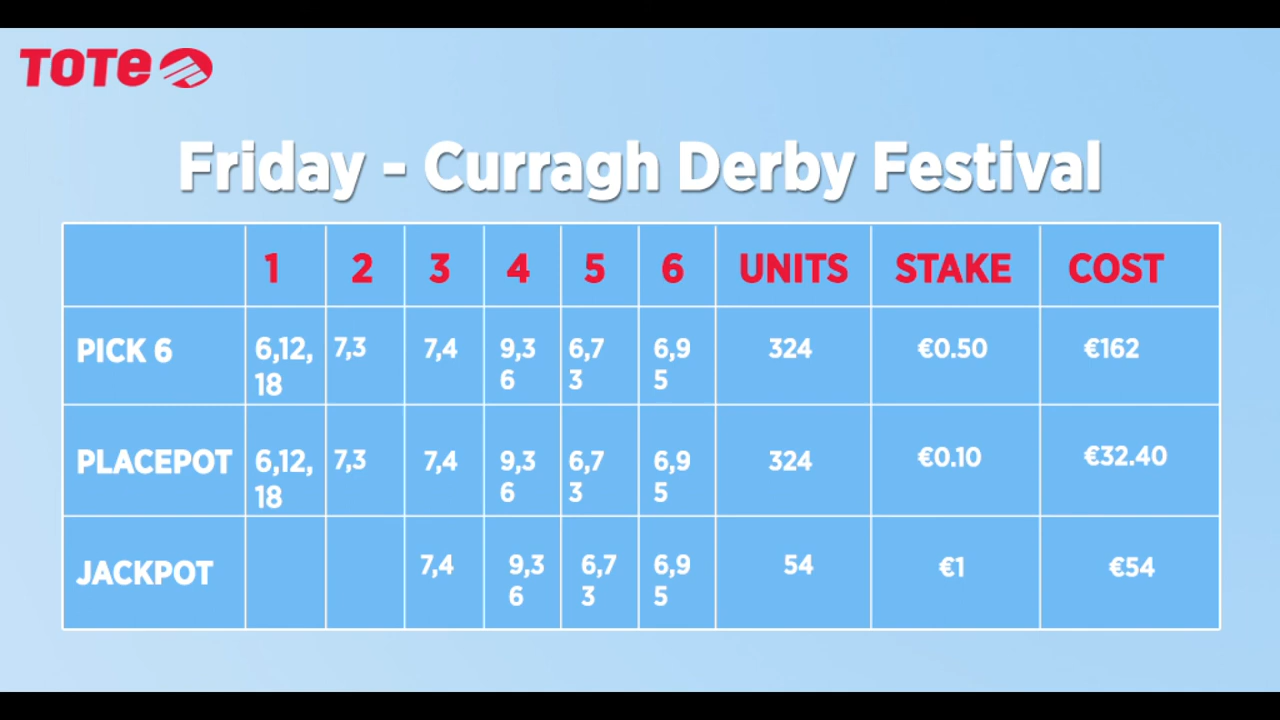 TOTE
Friday - Curragh Derby Festival
1 2 3 4 5 6 UNITS STAKE COST
PICK 6 6,12, 7,3 7,4 9,3 6,7 6,9 324 €0.50 €162
18 6 3 5
PLACEPOT 6,12, 7,3 7,4 9,3 6,7 6,9 324 €0.10 €32.40
18 6 3 5
JACKPOT 7,4 9,3 6,7 6,9 54 €1 €54
6 3 5